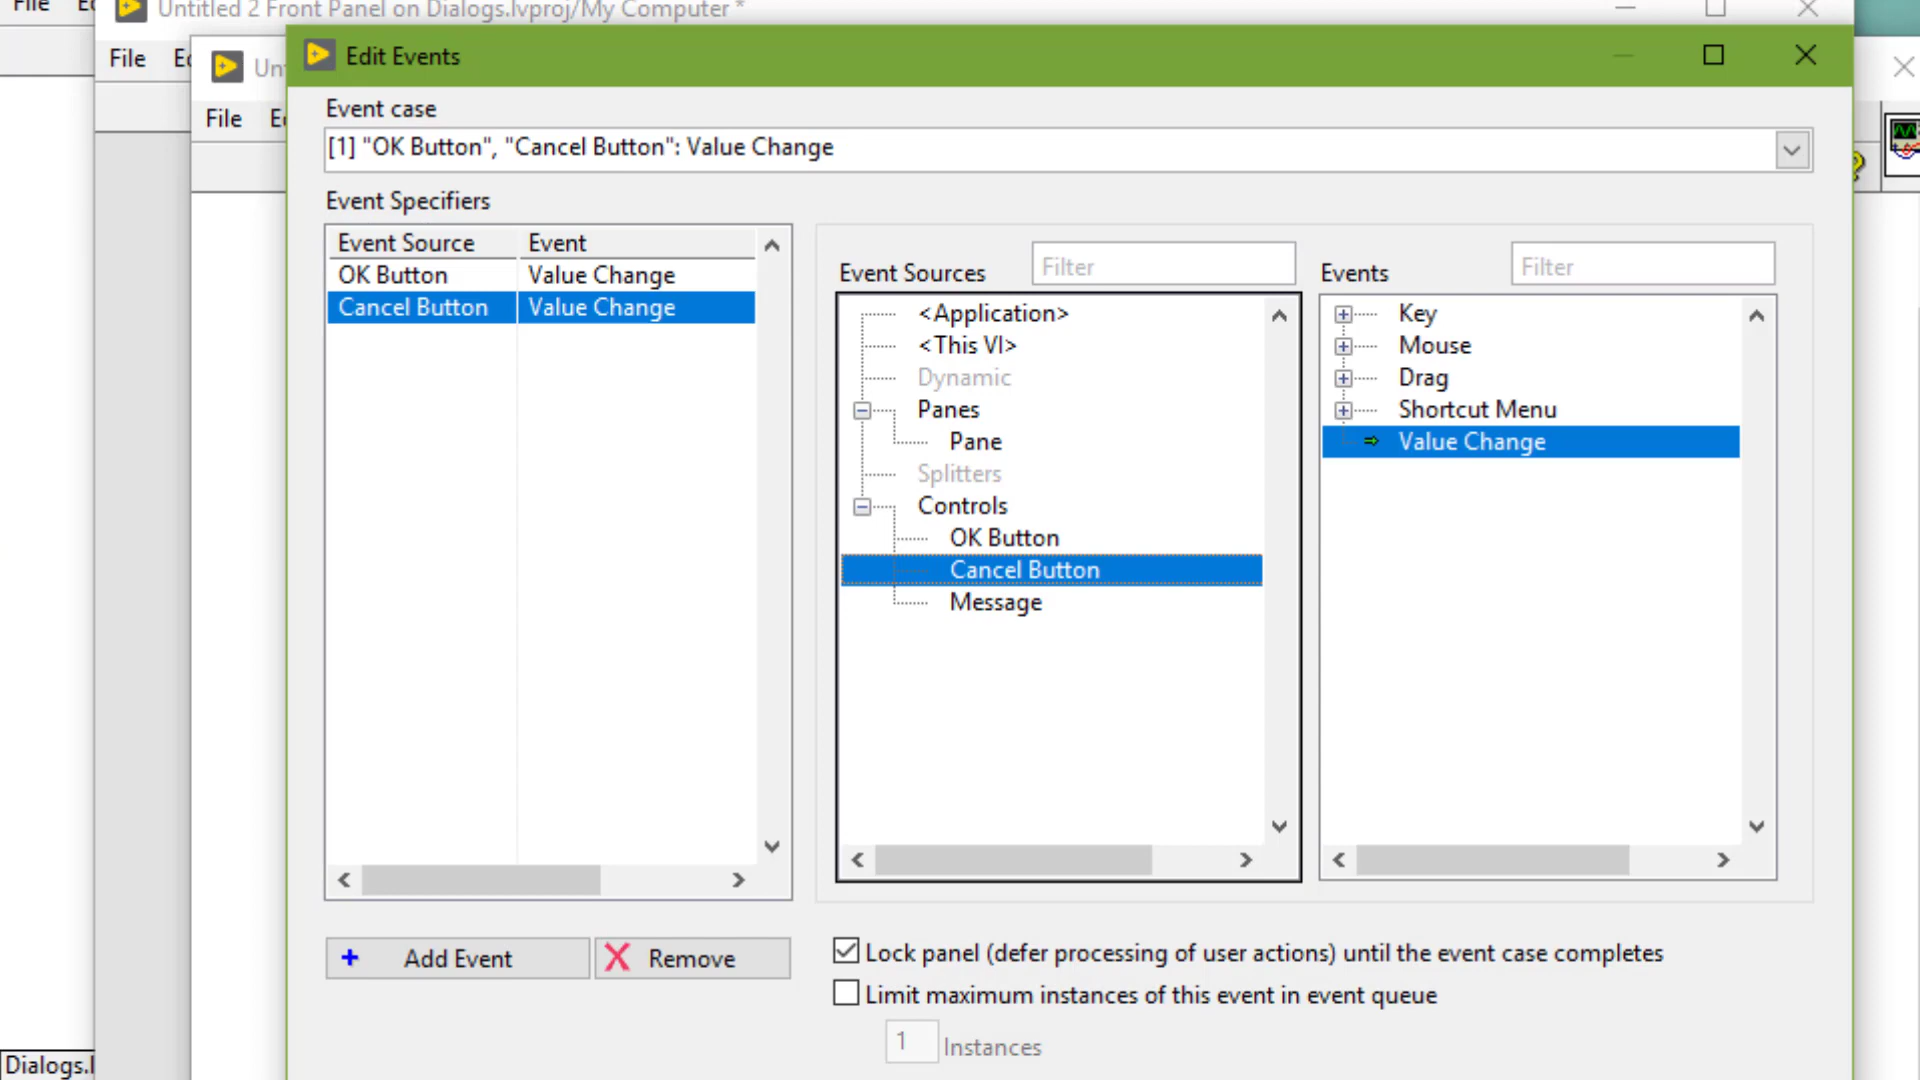 File
Untitled 2 Front Panel on Dialogs.lvproj/My Computer *
File
Unt
File
Edit Events
Event case
[1] "OK Button", "Cancel Button": Value Change
Event Specifiers
Event Source Event
OK Button Value Change
Cancel Button Value Change
Event Sources
Filter
<Application>
<This VI>
Dynamic
Panes
Pane
Splitters
Controls
OK Button
Cancel Button
Message
Events
Filter
Key
Mouse
Drag
Shortcut Menu
Value Change
Add Event
Remove
Lock panel (defer processing of user actions) until the event case completes
Limit maximum instances of this event in event queue
1 Instances
Dialogs.l